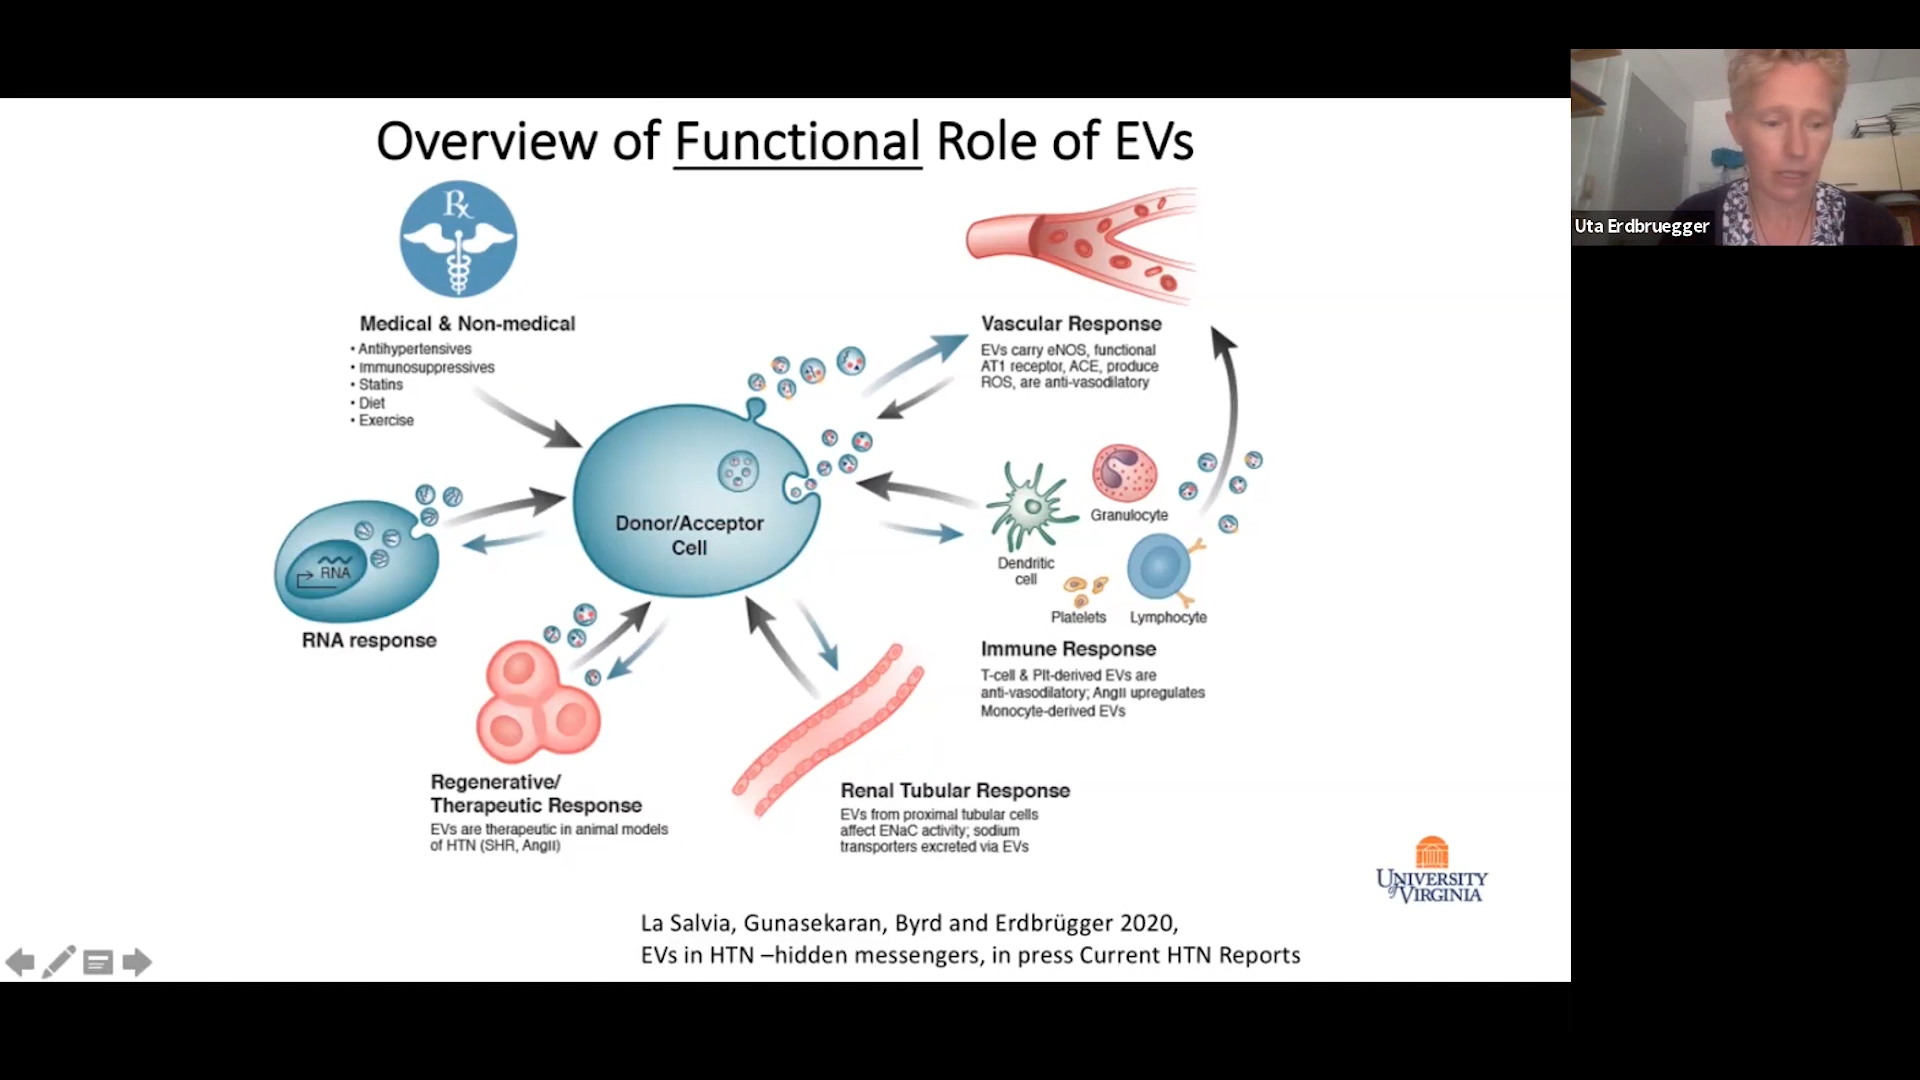 Overview of Functional Role of EVs
Rx
Medical & Non-medical
• Antihypertensives
• Immunosuppressives
• Statins
• Diet
• Exercise
Vascular Response
EVs carry eNOS, functional
AT1 receptor, ACE, produce
ROS, are anti-vasodilatory
Donor/Acceptor
Cell
Granulocyte
Dendritic
cell
Platelets
Lymphocyte
RNA
RNA response
Immune Response
T-cell & Plt-derived EVs are
anti-vasodilatory; AngII upregulates
Monocyte-derived EVs
Regenerative/
Therapeutic Response
EVs are therapeutic in animal models
of HTN (SHR, AngII)
Renal Tubular Response
EVs from proximal tubular cells
affect ENaC activity; sodium
transporters excreted via EVs
UNIVERSITY
of VIRGINIA
La Salvia, Gunasekaran, Byrd and Erdbrügger 2020,
EVs in HTN –hidden messengers, in press Current HTN Reports
Uta Erdbruegger